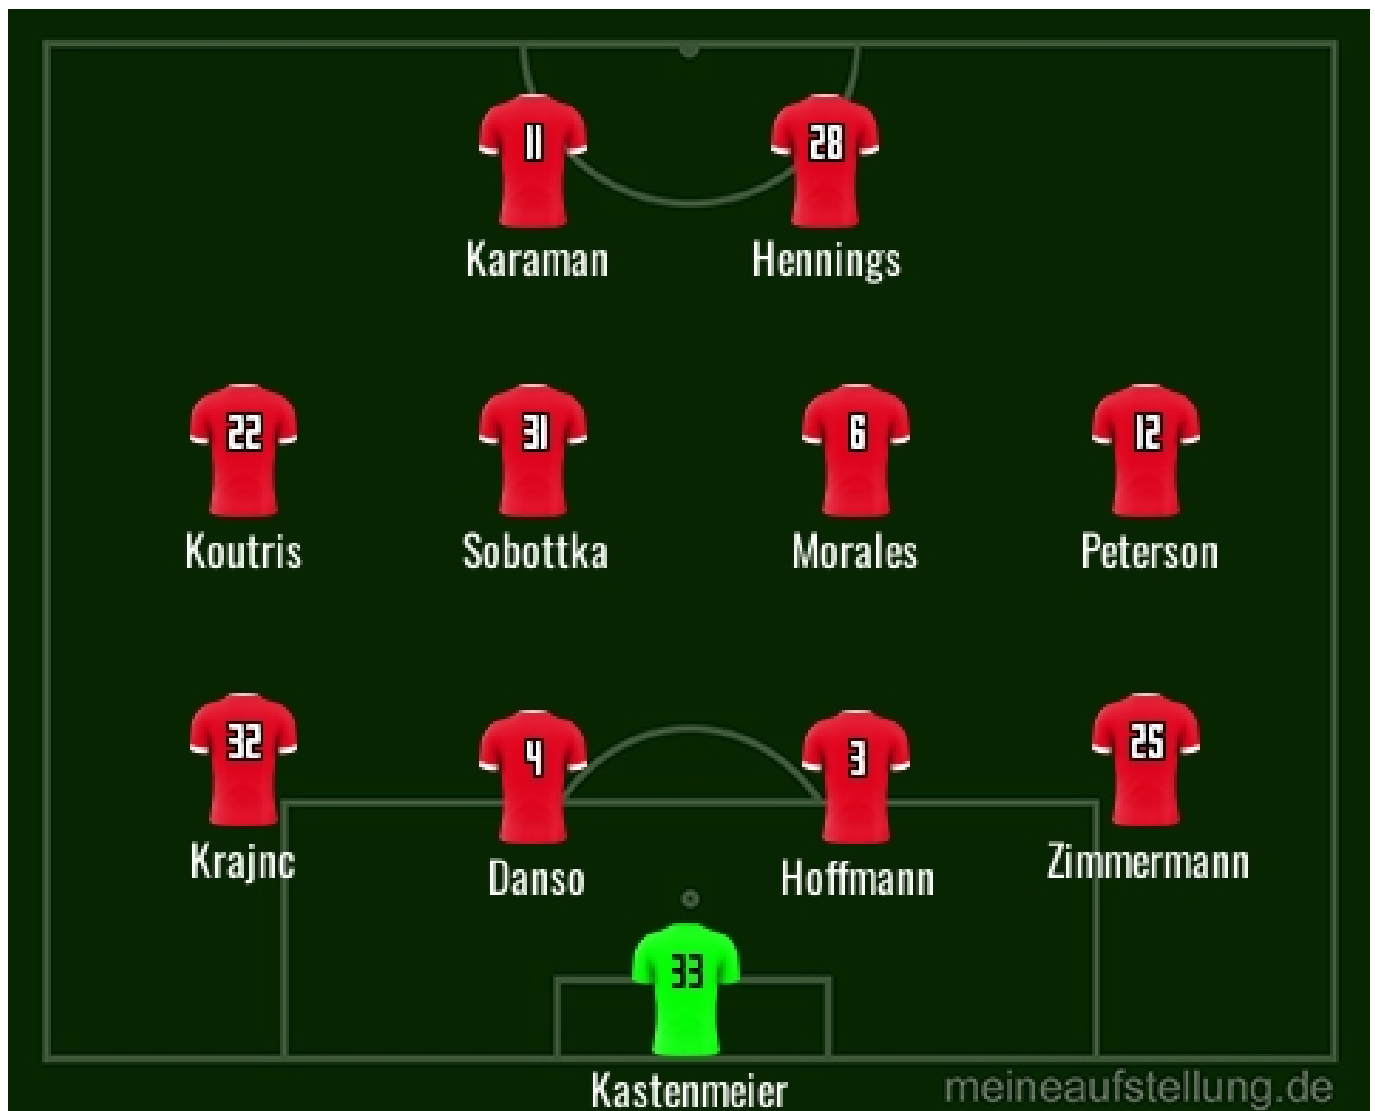 11 28
Karaman Hennings
22 31 6 12
Koutris Sobottka Morales Peterson
32 4 3 25
Krajnc Danso Hoffmann Zimmermann
33
Kastenmeier
meineaufstellung.de